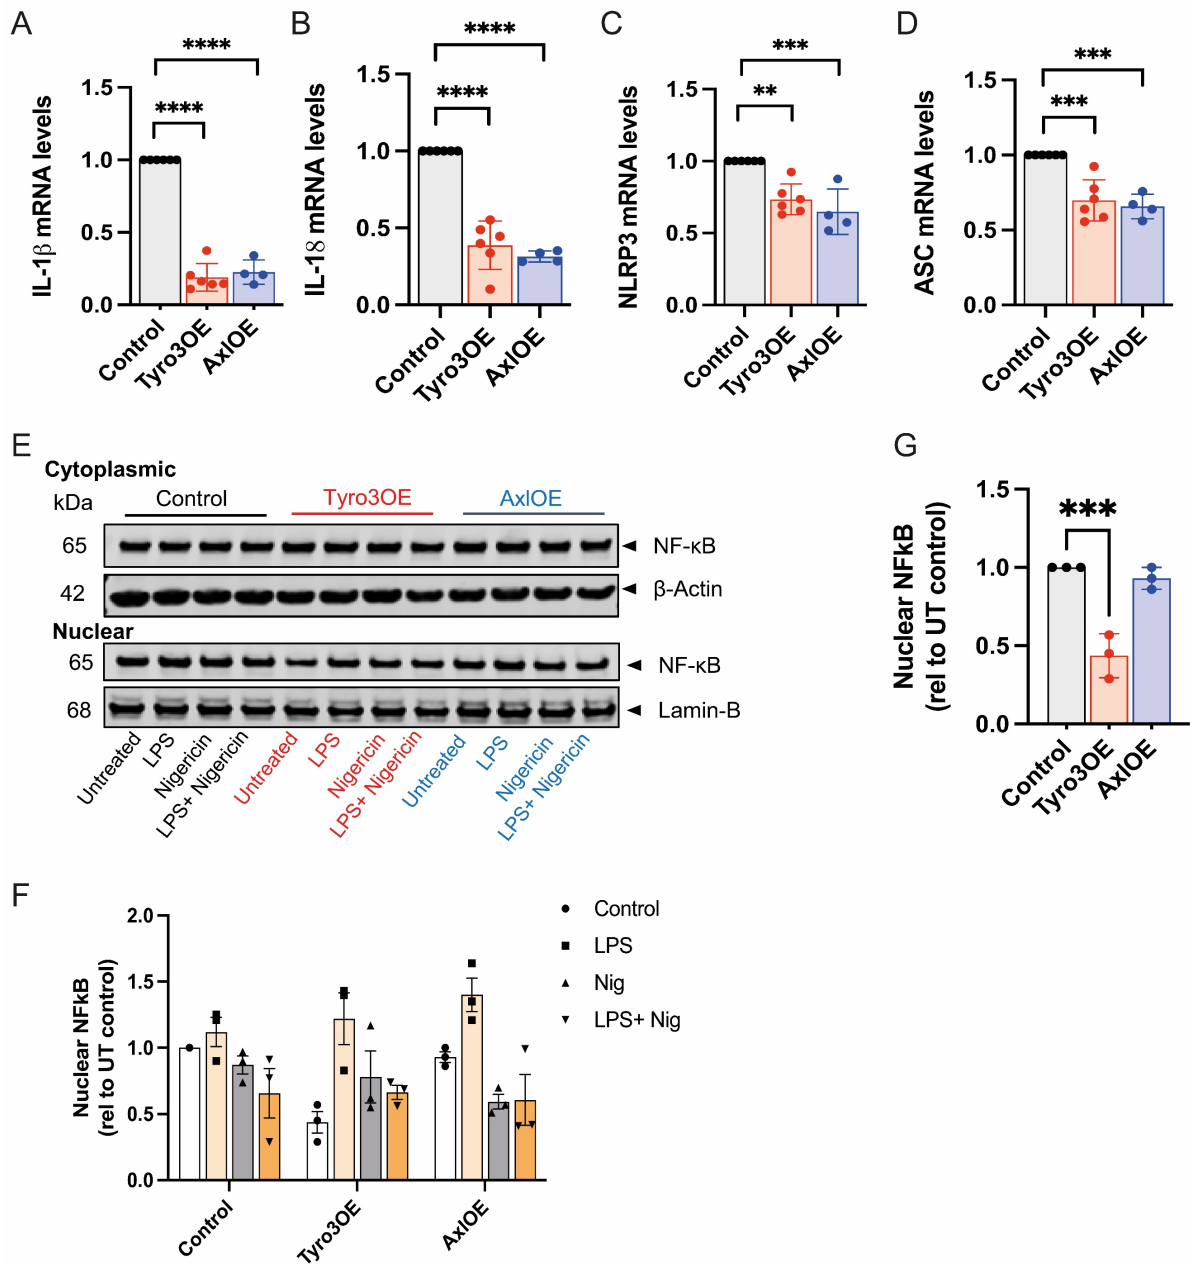 A
B
C
D
****
****
IL-1β mRNA levels
1.5
1.0
0.5
0.0
Control
Tyro3OE
AxlOE
****
****
IL-18 mRNA levels
1.5
1.0
0.5
0.0
Control
Tyro3OE
AxlOE
***
**
NLRP3 mRNA levels
1.5
1.0
0.5
0.0
Control
Tyro3OE
AxlOE
***
***
ASC mRNA levels
1.5
1.0
0.5
0.0
Control
Tyro3OE
AxlOE
E
Cytoplasmic
kDa
Control
Tyro3OE
AxlOE
65
NF-κB
42
β-Actin
Nuclear
65
NF-κB
68
Lamin-B
Untreated
LPS
Nigericin
LPS+ Nigericin
Untreated
LPS
Nigericin
LPS+ Nigericin
Untreated
LPS
Nigericin
LPS+ Nigericin
G
***
Nuclear NFkB
(rel to UT control)
1.5
1.0
0.5
0.0
Control
Tyro3OE
AxlOE
F
Nuclear NFkB
(rel to UT control)
2.0
1.5
1.0
0.5
0.0
Control
Tyro3OE
AxlOE
Control
LPS
Nig
LPS+ Nig